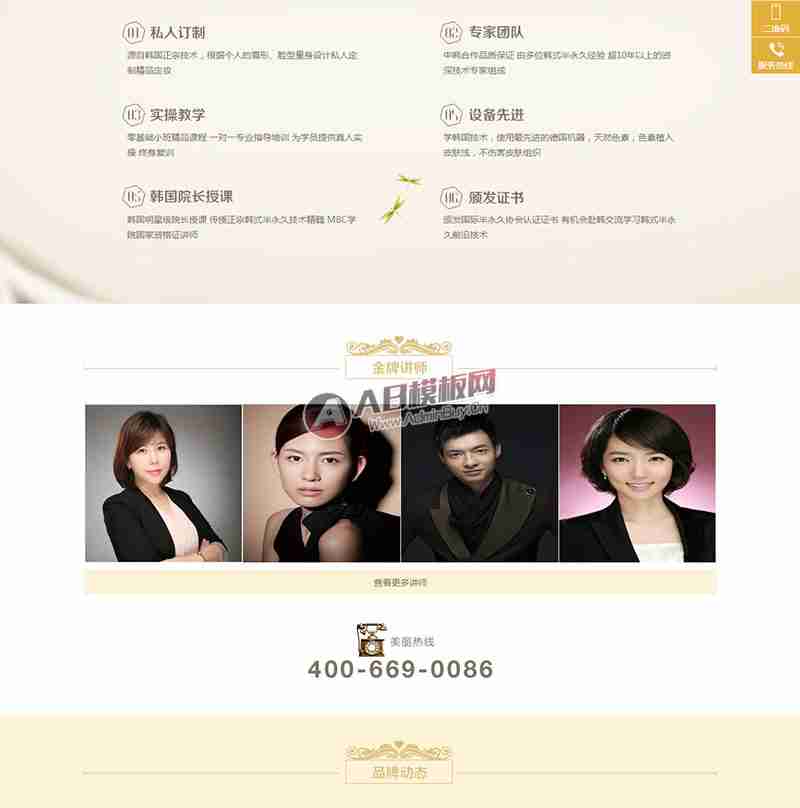 01 私人订制
源自韩国正宗技术，根据个人的眉形、脸型量身设计私人定
制精品定妆
02 专家团队
中韩合作品质保证 由多位韩式半永久经验 超10年以上的资
深技术专家组成
二维码
服务热线
03 实操教学
零基础小班精品课程 一对一专业指导培训 为学员提供真人实
操 终身复训
05 设备先进
学韩国技术，使用最先进的德国机器，天然色素，色素植入
皮肤浅，不伤害皮肤组织
05 韩国院长授课
韩国明星级院长授课 传授正宗韩式半永久技术精髓 MBC学
院国家资格证讲师
06 颁发证书
颁发国际半永久协会认证证书 有机会赴韩交流学习韩式半永
久前沿技术
金牌讲师
AB模板网
www.AdminBuy.Cn
查看更多讲师
美丽热线
400-669-0086
品牌动态